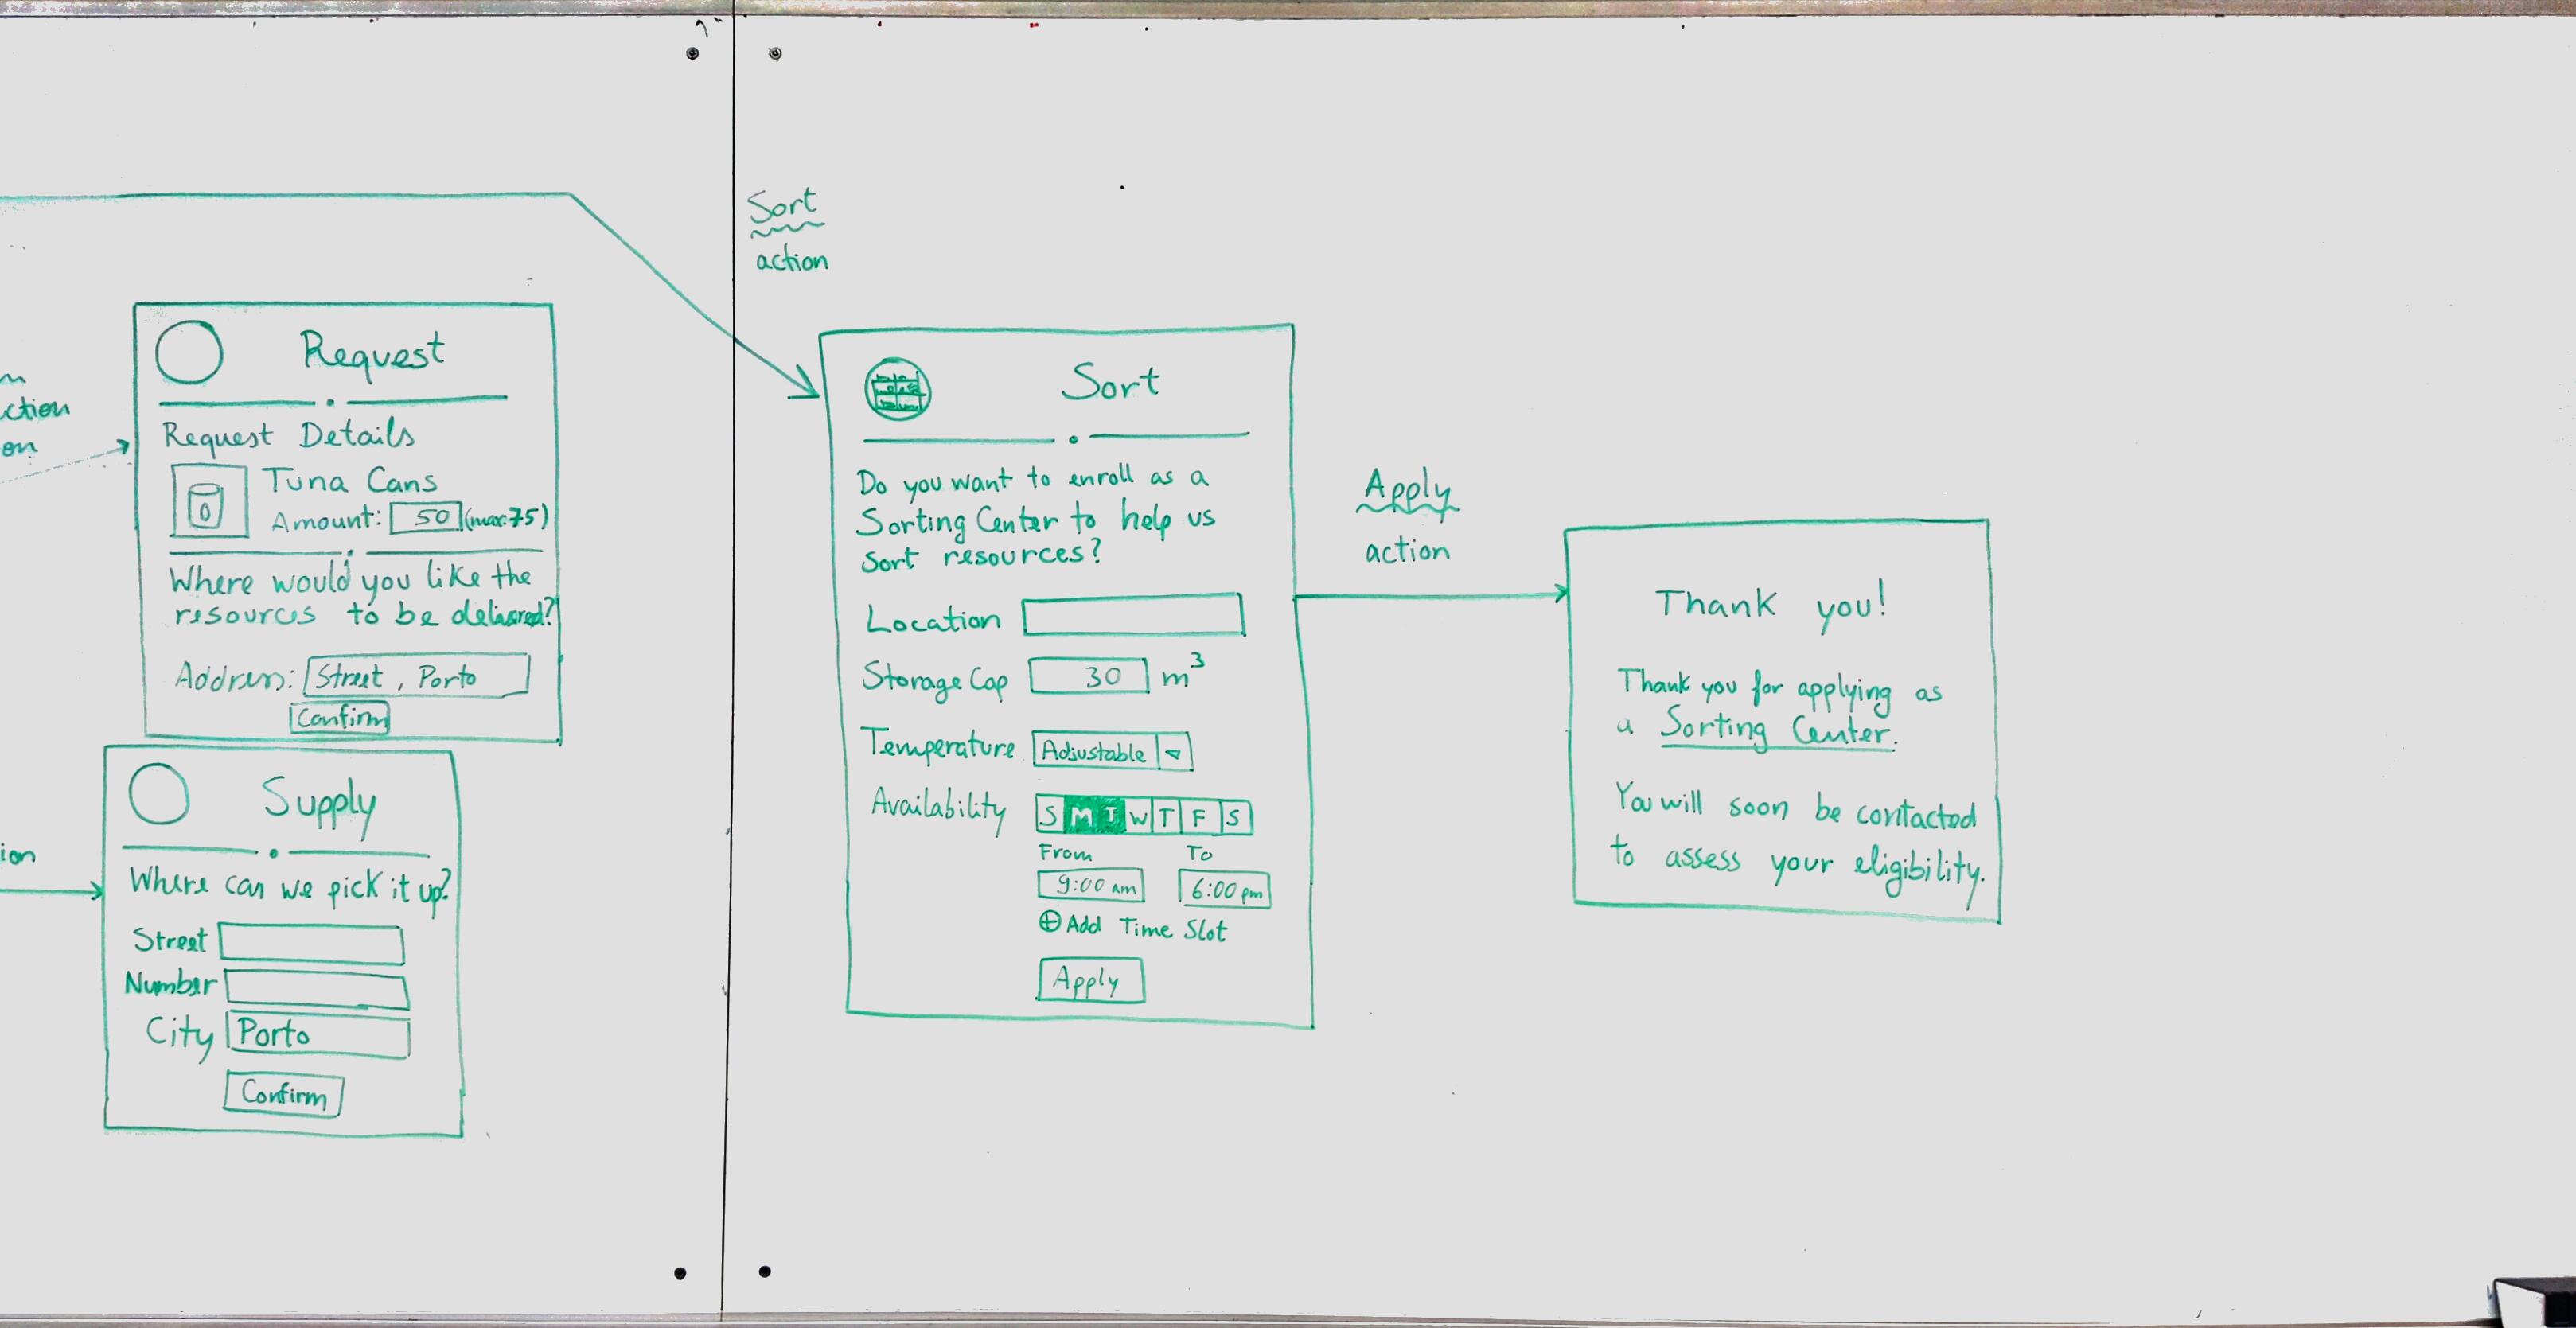 Sort
action
ction
on
Request
Request Details
Tuna Cans
Amount: 50 (max:75)
Where would you like the
resources to be delivered?
Address: Street, Porto
Confirm
ion
Supply
Where can we pick it up?
Street
Number
City Porto
Confirm
Sort
Do you want to enroll as a
Sorting Center to help us
sort resources?
Location
Storage Cap 30 m³
Temperature Adjustable
Availability S M T W T F S
From To
9:00 am 6:00 pm
⊕ Add Time Slot
Apply
Apply
action
Thank you!
Thank you for applying as
a Sorting Center.
You will soon be contacted
to assess your eligibility.